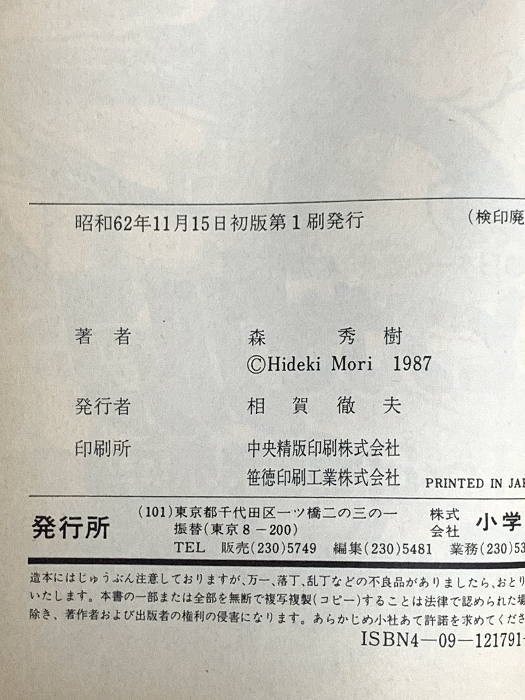 昭和62年11月15日初版第1刷発行
(検印廃
著者 森 秀 樹
©Hideki Mori 1987
発行者 相 賀 徹 夫
印刷所 中央精版印刷株式会社
笹徳印刷工業株式会社 PRINTED IN JAP
発行所 (101)東京都千代田区一ツ橋二の三の一 株式会社 小学
振替(東京8-200)
TEL 販売(230)5749 編集(230)5481 業務(230)53
造本にはじゅうぶん注意しておりますが、万一、落丁、乱丁などの不良品がありましたら、おとり
いたします。本書の一部または全部を無断で複写複製(コピー)することは法律で認められた場
除き、著作者および出版者の権利の侵害になります。あらかじめ小社あて許諾を求めてくださ
ISBN4—09—121791-